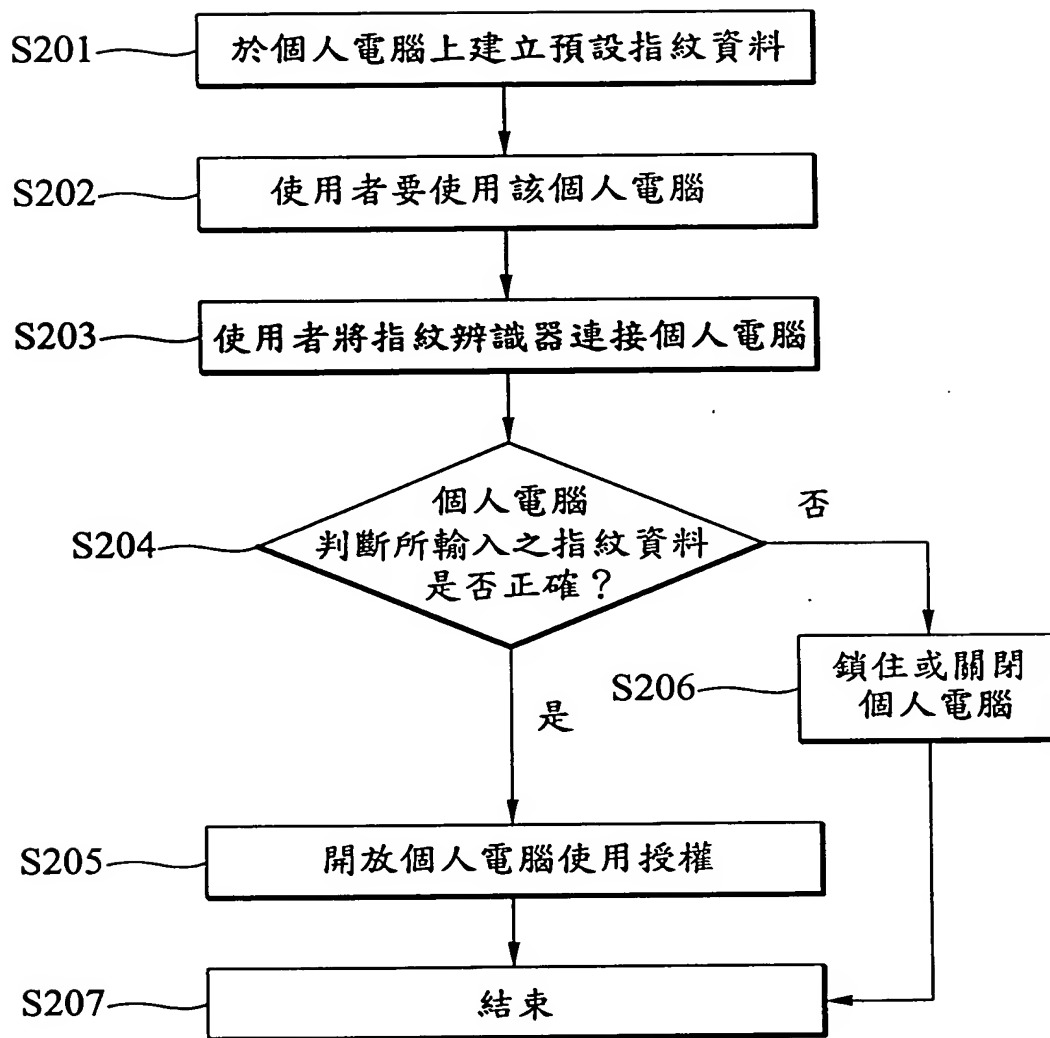 S201
於個人電腦上建立預設指紋資料
S202
使用者要使用該個人電腦
S203
使用者將指紋辨識器連接個人電腦
S204
個人電腦
判斷所輸入之指紋資料
是否正確？
否
是
S206
鎖住或關閉
個人電腦
S205
開放個人電腦使用授權
S207
結束